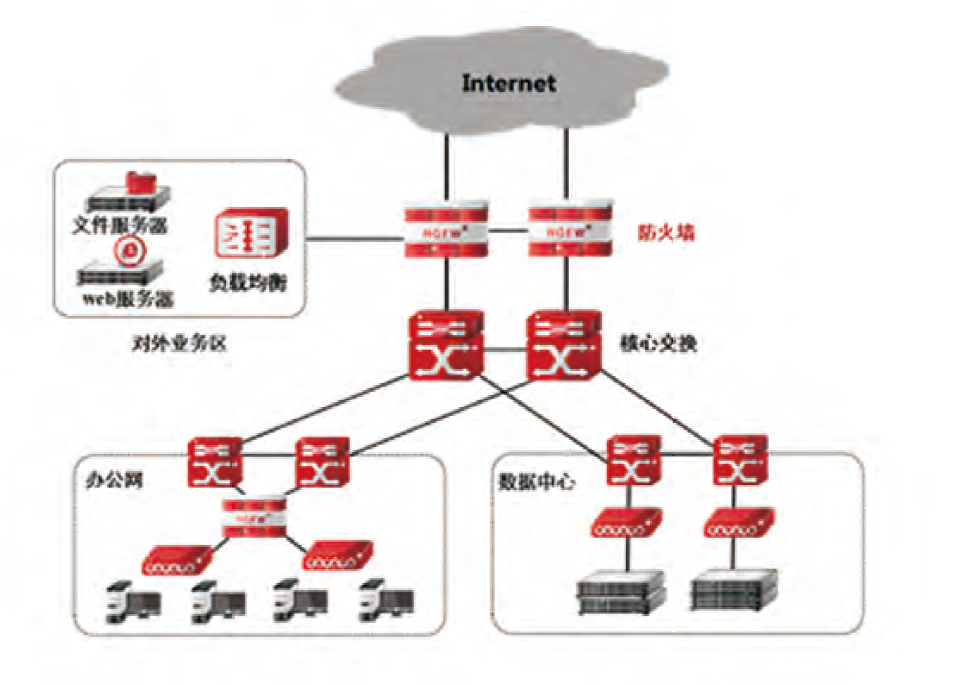 Internet
文件服务器
web服务器
负载均衡
对外业务区
NGFW®
NGFW®
防火墙
核心交换
办公网
NGFW®
数据中心